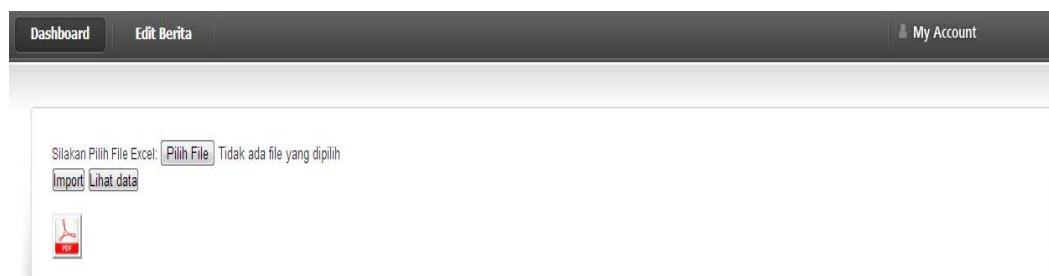 Dashboard Edit Berita My Account
Silakan Pilih File Excel: Pilih File Tidak ada file yang dipilih
Import Lihat data
PDF